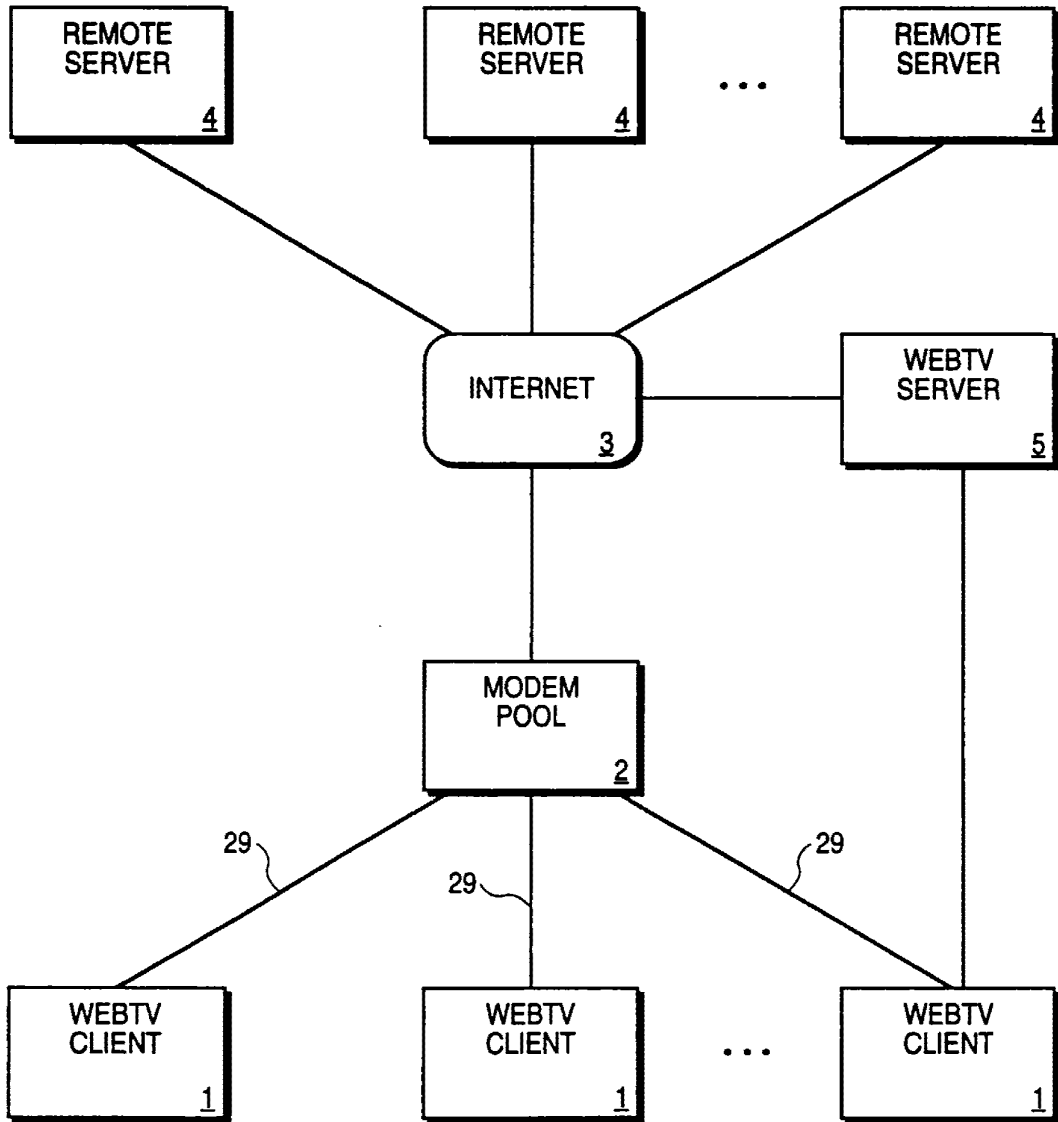 REMOTE
SERVER
4
REMOTE
SERVER
4
...
REMOTE
SERVER
4
INTERNET
3
WEBTV
SERVER
5
MODEM
POOL
2
29
29
29
WEBTV
CLIENT
1
WEBTV
CLIENT
1
...
WEBTV
CLIENT
1